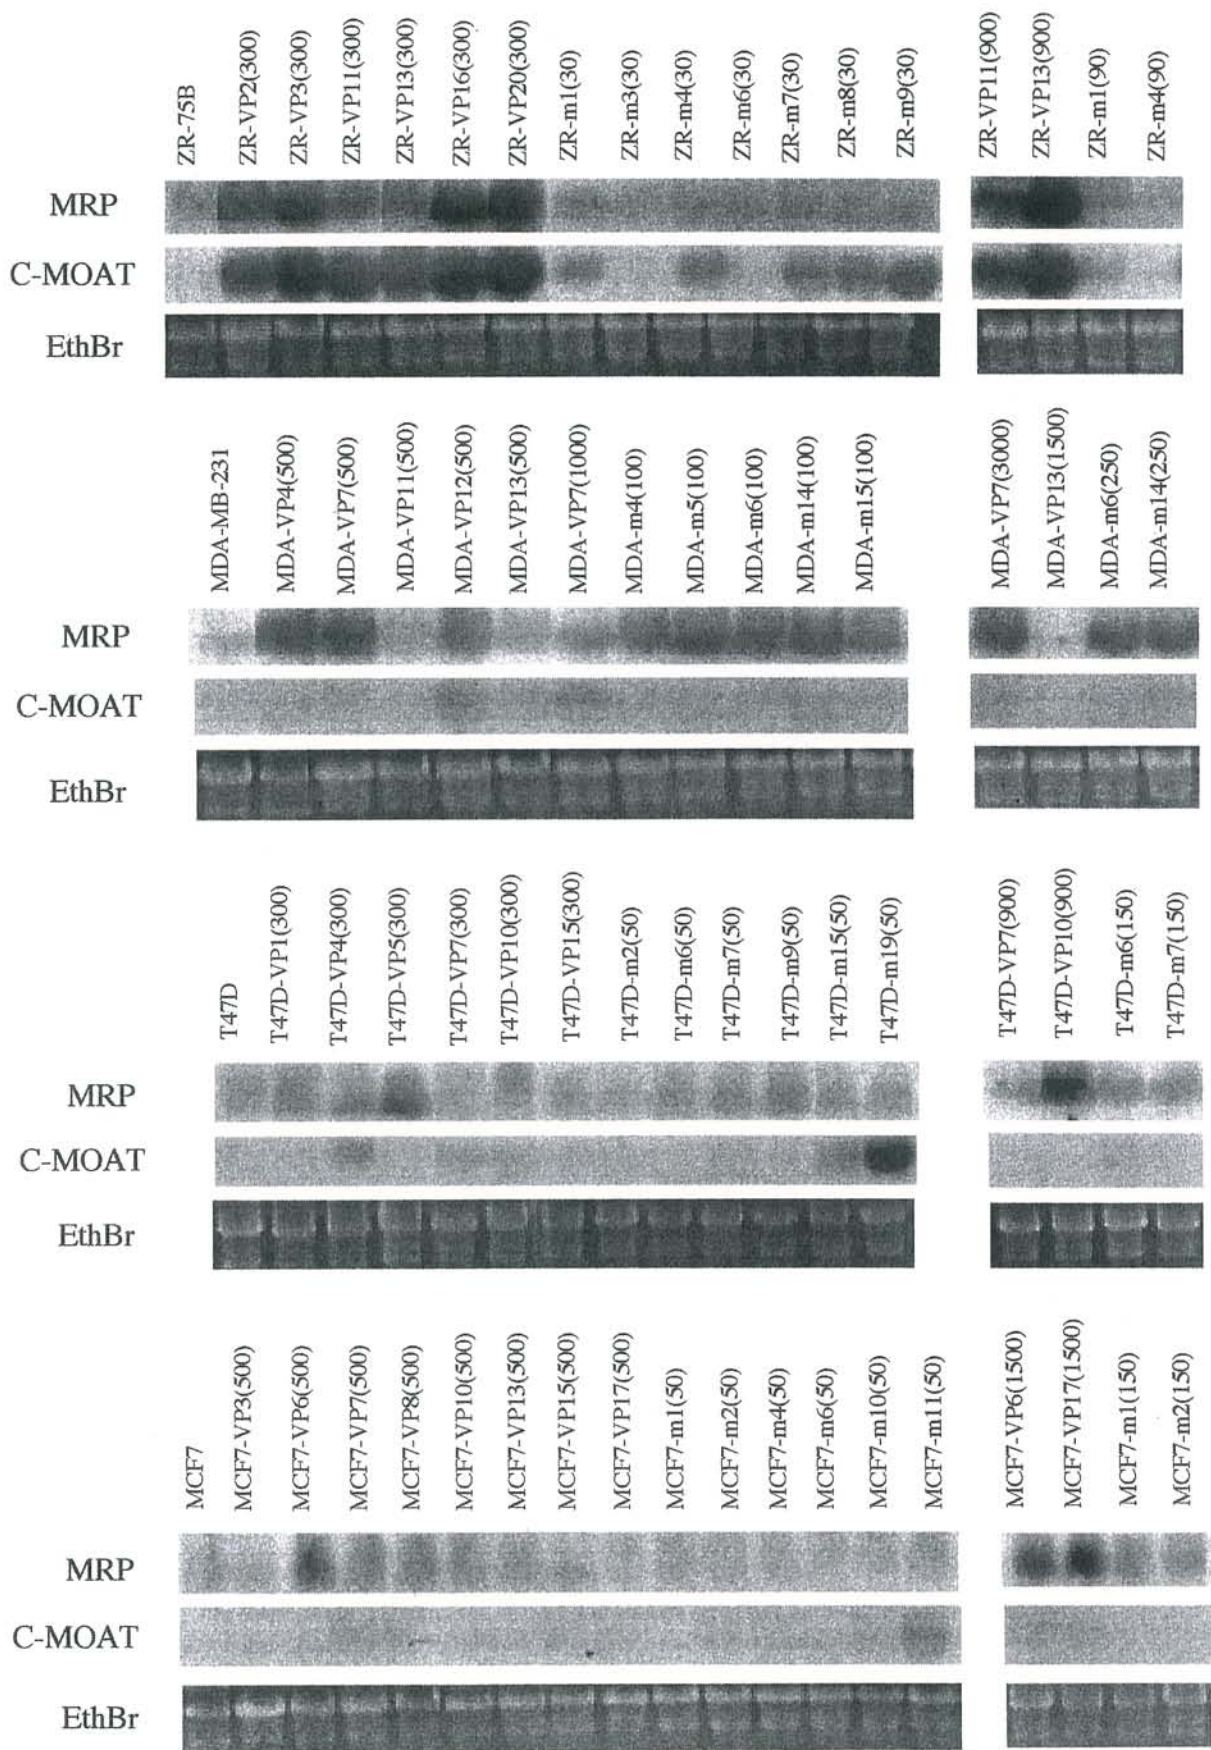 ZR-75B
ZR-VP2(300)
ZR-VP3(300)
ZR-VP11(300)
ZR-VP13(300)
ZR-VP16(300)
ZR-VP20(300)
ZR-m1(30)
ZR-m3(30)
ZR-m4(30)
ZR-m6(30)
ZR-m7(30)
ZR-m8(30)
ZR-m9(30)
ZR-VP11(900)
ZR-VP13(900)
ZR-m1(90)
ZR-m4(90)
MRP
C-MOAT
EthBr
MDA-MB-231
MDA-VP4(500)
MDA-VP7(500)
MDA-VP11(500)
MDA-VP12(500)
MDA-VP13(500)
MDA-VP7(1000)
MDA-m4(100)
MDA-m5(100)
MDA-m6(100)
MDA-m14(100)
MDA-m15(100)
MDA-VP7(3000)
MDA-VP13(1500)
MDA-m6(250)
MDA-m14(250)
MRP
C-MOAT
EthBr
T47D
T47D-VP1(300)
T47D-VP4(300)
T47D-VP5(300)
T47D-VP7(300)
T47D-VP10(300)
T47D-VP15(300)
T47D-m2(50)
T47D-m6(50)
T47D-m7(50)
T47D-m9(50)
T47D-m15(50)
T47D-m19(50)
T47D-VP7(900)
T47D-VP10(900)
T47D-m6(150)
T47D-m7(150)
MRP
C-MOAT
EthBr
MCF7
MCF7-VP3(500)
MCF7-VP6(500)
MCF7-VP7(500)
MCF7-VP8(500)
MCF7-VP10(500)
MCF7-VP13(500)
MCF7-VP15(500)
MCF7-VP17(500)
MCF7-m1(50)
MCF7-m2(50)
MCF7-m4(50)
MCF7-m6(50)
MCF7-m10(50)
MCF7-m11(50)
MCF7-VP6(1500)
MCF7-VP17(1500)
MCF7-m1(150)
MCF7-m2(150)
MRP
C-MOAT
EthBr